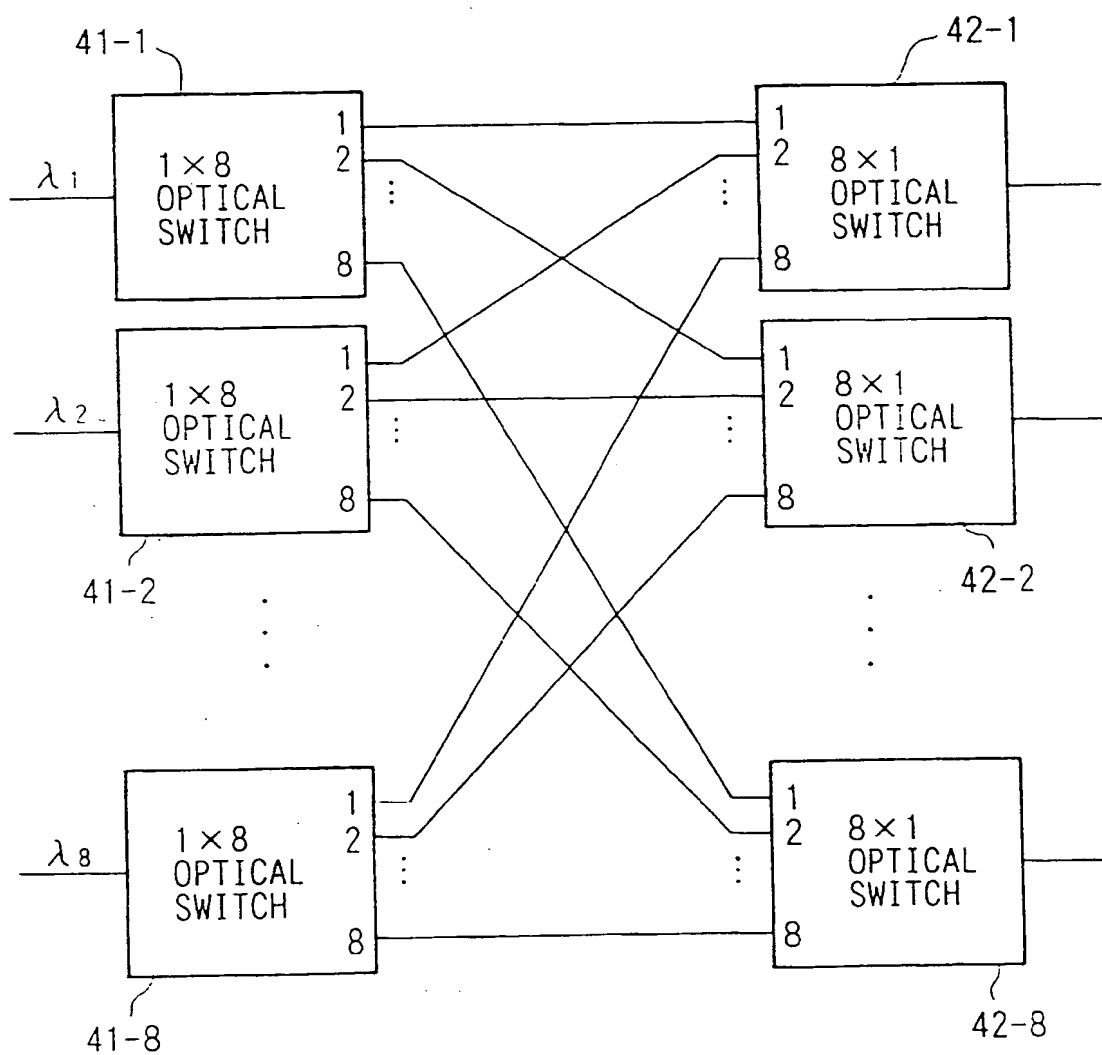 41-1
42-1
λ1
1×8
OPTICAL
SWITCH
1
2
⋮
8
1
2
⋮
8
8×1
OPTICAL
SWITCH
λ2
1×8
OPTICAL
SWITCH
1
2
⋮
8
1
2
⋮
8
8×1
OPTICAL
SWITCH
41-2
42-2
λ8
1×8
OPTICAL
SWITCH
1
2
⋮
8
1
2
⋮
8
8×1
OPTICAL
SWITCH
41-8
42-8